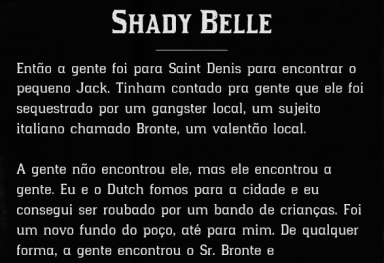 SHADY BELLE
Então a gente foi para Saint Denis para encontrar o
pequeno Jack. Tinham contado pra gente que ele foi
sequestrado por um gangster local, um sujeito
italiano chamado Bronte, um valentão local.
A gente não encontrou ele, mas ele encontrou a
gente. Eu e o Dutch fomos para a cidade e eu
consegui ser roubado por um bando de crianças. Foi
um novo fundo do poço, até para mim. De qualquer
forma, a gente encontrou o Sr. Bronte e